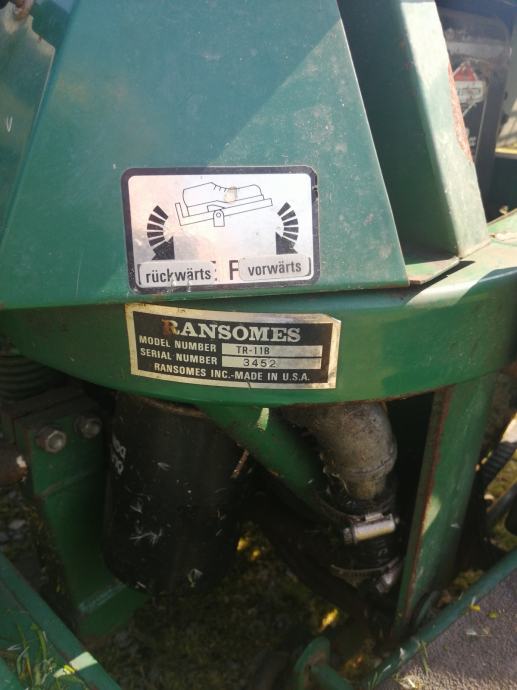 rückwärts F vorwärts
RANSOMES
MODEL NUMBER TR-11B
SERIAL NUMBER 3452
RANSOMES INC.-MADE IN U.S.A.